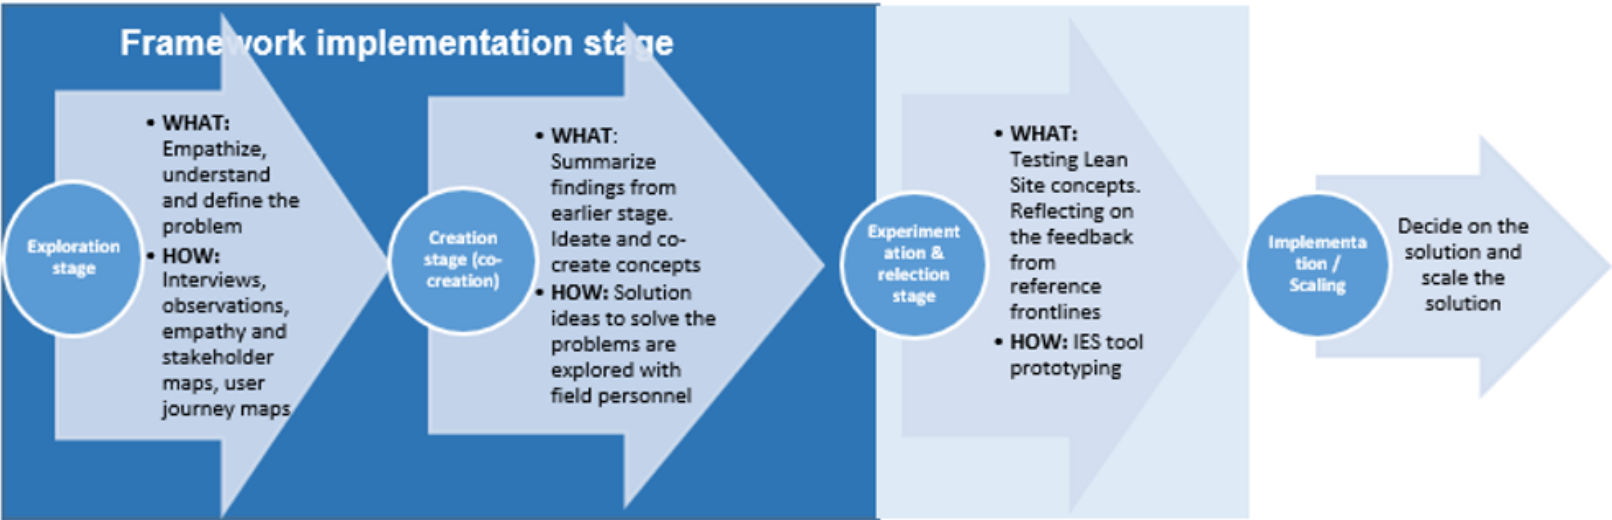 Framework implementation stage
Exploration
stage
• WHAT:
Empathize,
understand
and define the
problem
• HOW:
Interviews,
observations,
empathy and
stakeholder
maps, user
journey maps
Creation
stage (co-
creation)
• WHAT:
Summarize
findings from
earlier stage.
Ideate and co-
create concepts
• HOW: Solution
ideas to solve the
problems are
explored with
field personnel
Experiment
ation &
relection
stage
• WHAT:
Testing Lean
Site concepts.
Reflecting on
the feedback
from
reference
frontlines
• HOW: IES tool
prototyping
Implementa
tion /
Scaling
Decide on the
solution and
scale the
solution